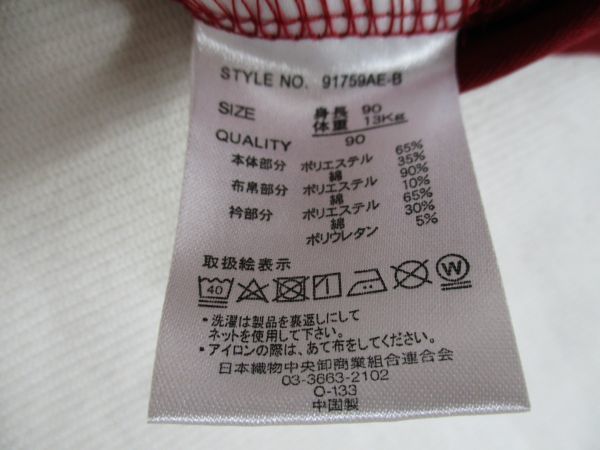 STYLE NO. 91759AE-B
SIZE 身長 90
体重 13Kg
90
QUALITY
本体部分 ポリエステル 65%
綿 35%
布帛部分 ポリエステル 90%
綿 10%
衿部分 ポリエステル 65%
綿 30%
ポリウレタン 5%
取扱絵表示
40 W
・洗濯は製品を裏返しにして
ネットを使用して下さい。
・アイロンの際は、あて布をしてください。
日本織物中央卸商業組合連合会
03-3663-2102
O-133
中国製